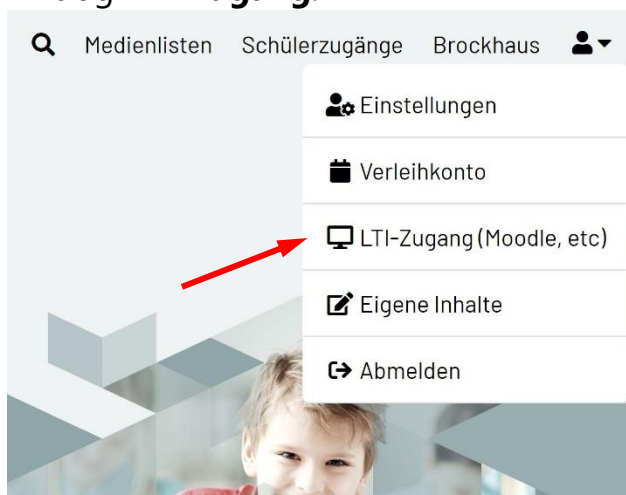 Medienlisten Schülerzugänge Brockhaus
Einstellungen
Verleihkonto
LTI-Zugang (Moodle, etc)
Eigene Inhalte
Abmelden